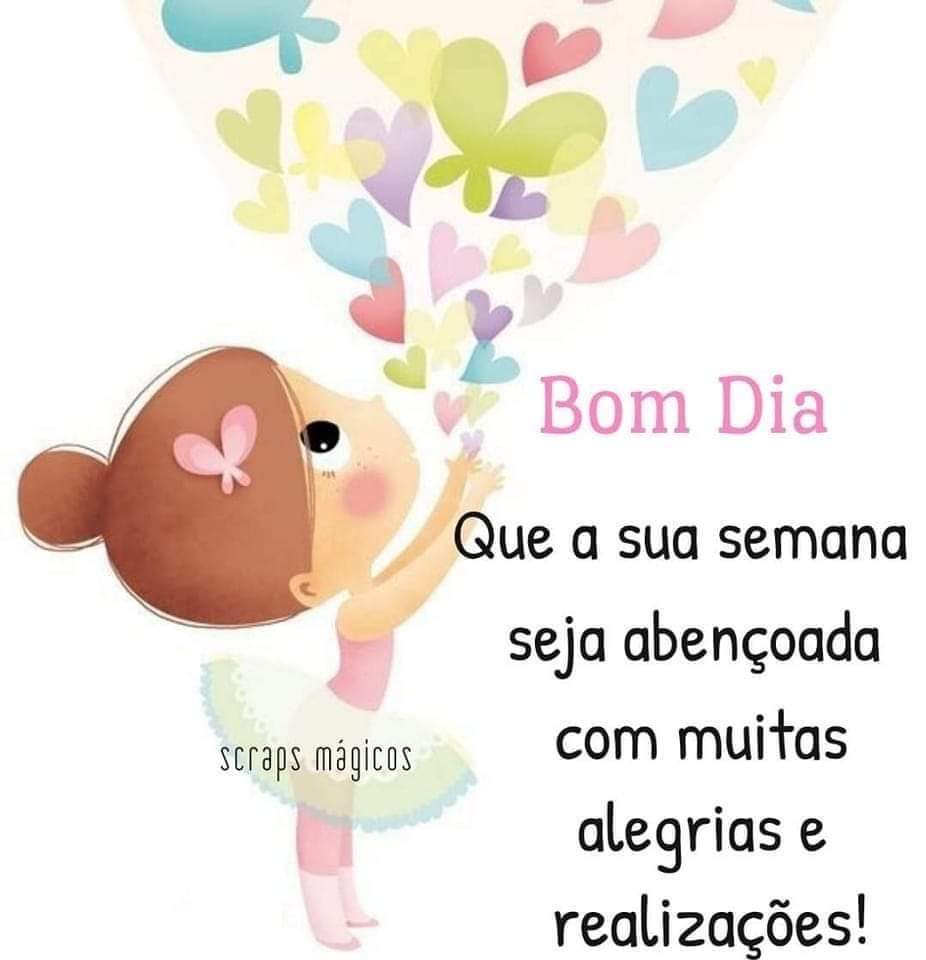 Bom Dia
Que a sua semana
seja abençoada
com muitas
scraps mágicos
alegrias e
realizações!